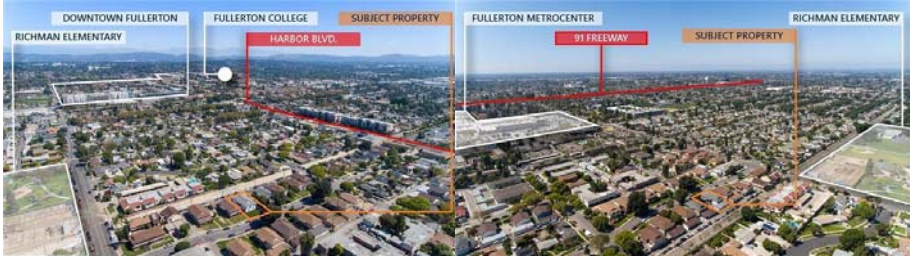 DOWNTOWN FULLERTON
FULLERTON COLLEGE
SUBJECT PROPERTY
RICHMAN ELEMENTARY
HARBOR BLVD.
FULLERTON METROCENTER
RICHMAN ELEMENTARY
91 FREEWAY
SUBJECT PROPERTY